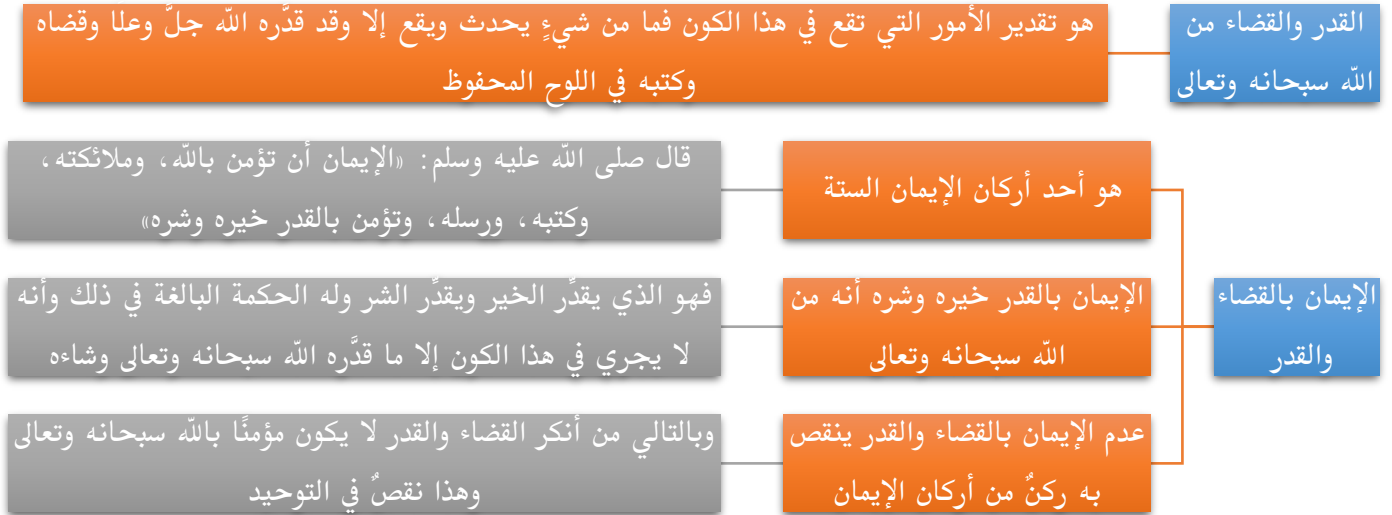 القدر والقضاء من
الله سبحانه وتعالى
هو تقدير الأمور التي تقع في هذا الكون فما من شيءٍ يحدث ويقع إلا وقد قدَّره الله جلَّ وعلا وقضاه
وكتبه في اللوح المحفوظ
الإيمان بالقضاء
والقدر
هو أحد أركان الإيمان الستة
قال صلى الله عليه وسلم: «الإيمان أن تؤمن بالله، وملائكته،
وكتبه، ورسله، وتؤمن بالقدر خيره وشره»
الإيمان بالقدر خيره وشره أنه من
الله سبحانه وتعالى
فهو الذي يقدِّر الخير ويقدِّر الشر وله الحكمة البالغة في ذلك وأنه
لا يجري في هذا الكون إلا ما قدَّره الله سبحانه وتعالى وشاءه
عدم الإيمان بالقضاء والقدر ينقص
به ركنٌ من أركان الإيمان
وبالتالي من أنكر القضاء والقدر لا يكون مؤمنًا بالله سبحانه وتعالى
وهذا نقصٌ في التوحيد